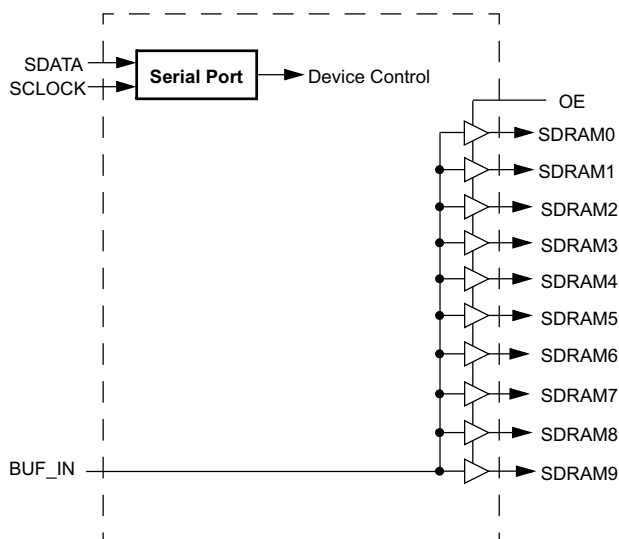 SDATA
SCLOCK
Serial Port
Device Control
OE
SDRAM0
SDRAM1
SDRAM2
SDRAM3
SDRAM4
SDRAM5
SDRAM6
SDRAM7
SDRAM8
BUF_IN
SDRAM9